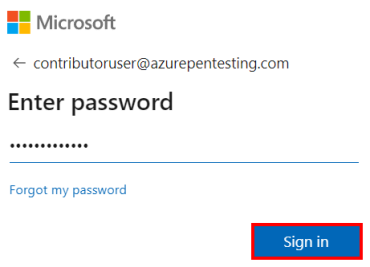 Microsoft
← contributoruser@azurepentesting.com
Enter password
•••••••••••••
Forgot my password
Sign in